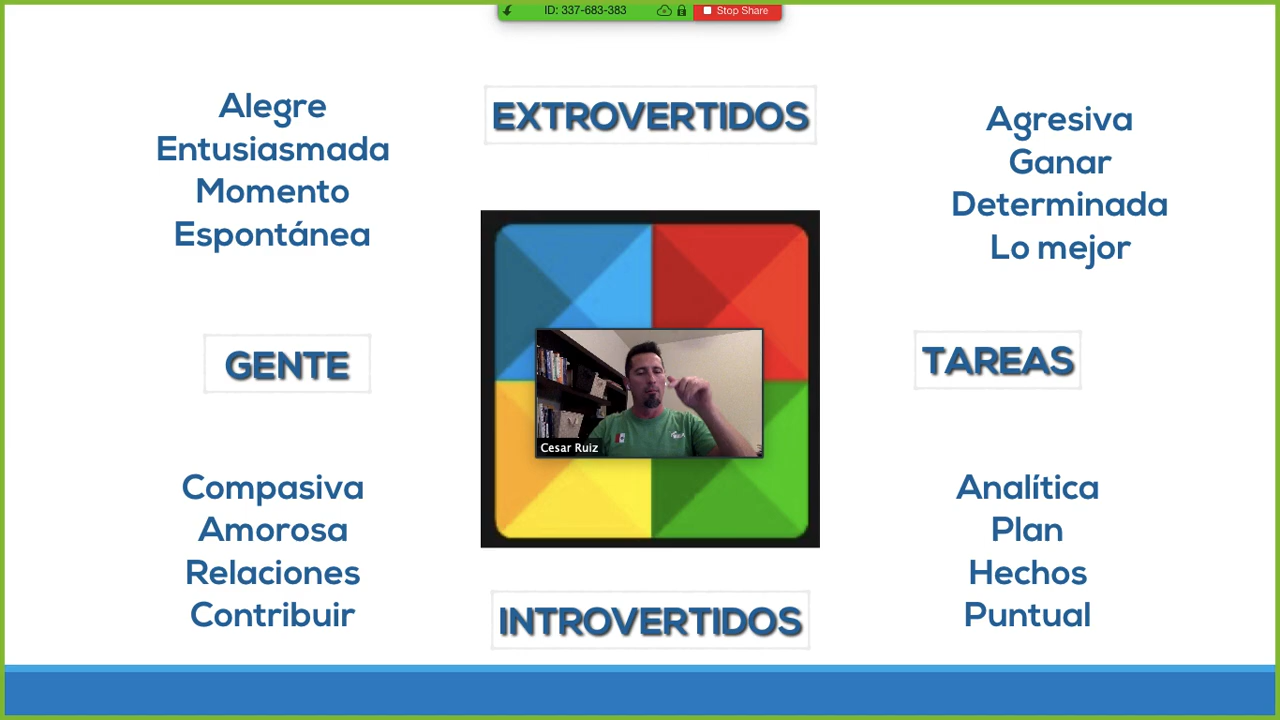 ID: 337-683-383
Stop Share
EXTROVERTIDOS
Alegre
Entusiasmada
Momento
Espontánea
Agresiva
Ganar
Determinada
Lo mejor
GENTE
TAREAS
Cesar Ruiz
Compasiva
Amorosa
Relaciones
Contribuir
Analítica
Plan
Hechos
Puntual
INTROVERTIDOS